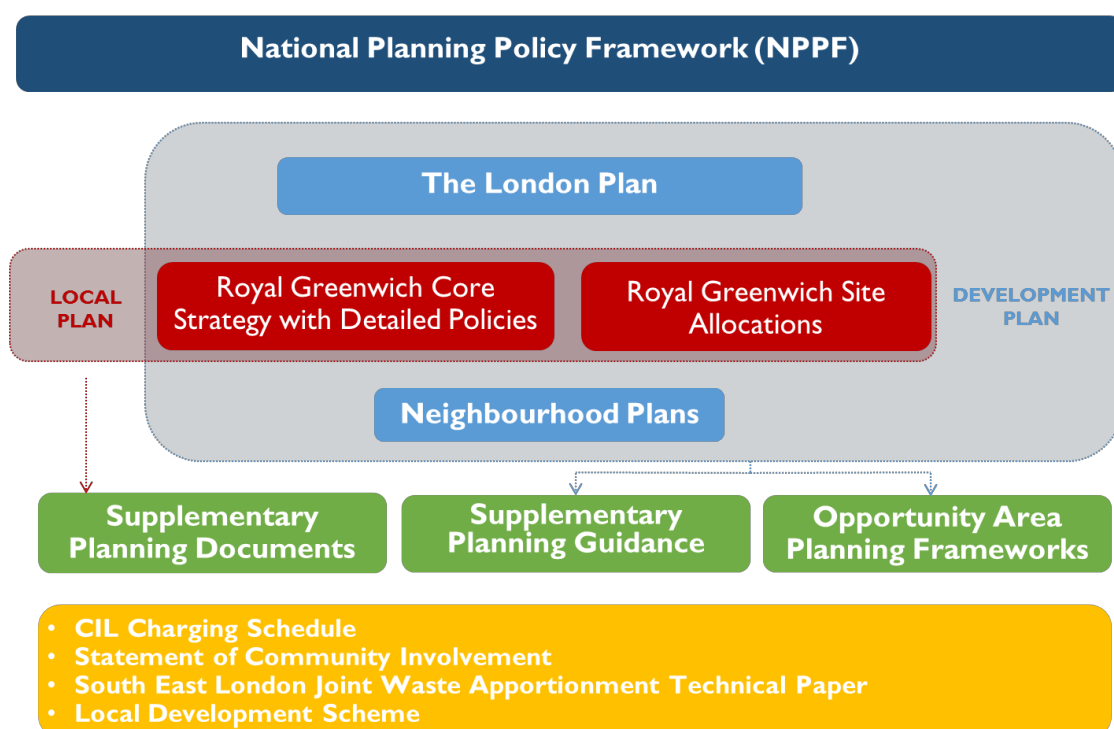 National Planning Policy Framework (NPPF)
The London Plan
LOCAL
PLAN
Royal Greenwich Core
Strategy with Detailed Policies
Royal Greenwich Site
Allocations
DEVELOPMENT
PLAN
Neighbourhood Plans
Supplementary
Planning Documents
Supplementary
Planning Guidance
Opportunity Area
Planning Frameworks
• CIL Charging Schedule
• Statement of Community Involvement
• South East London Joint Waste Apportionment Technical Paper
• Local Development Scheme